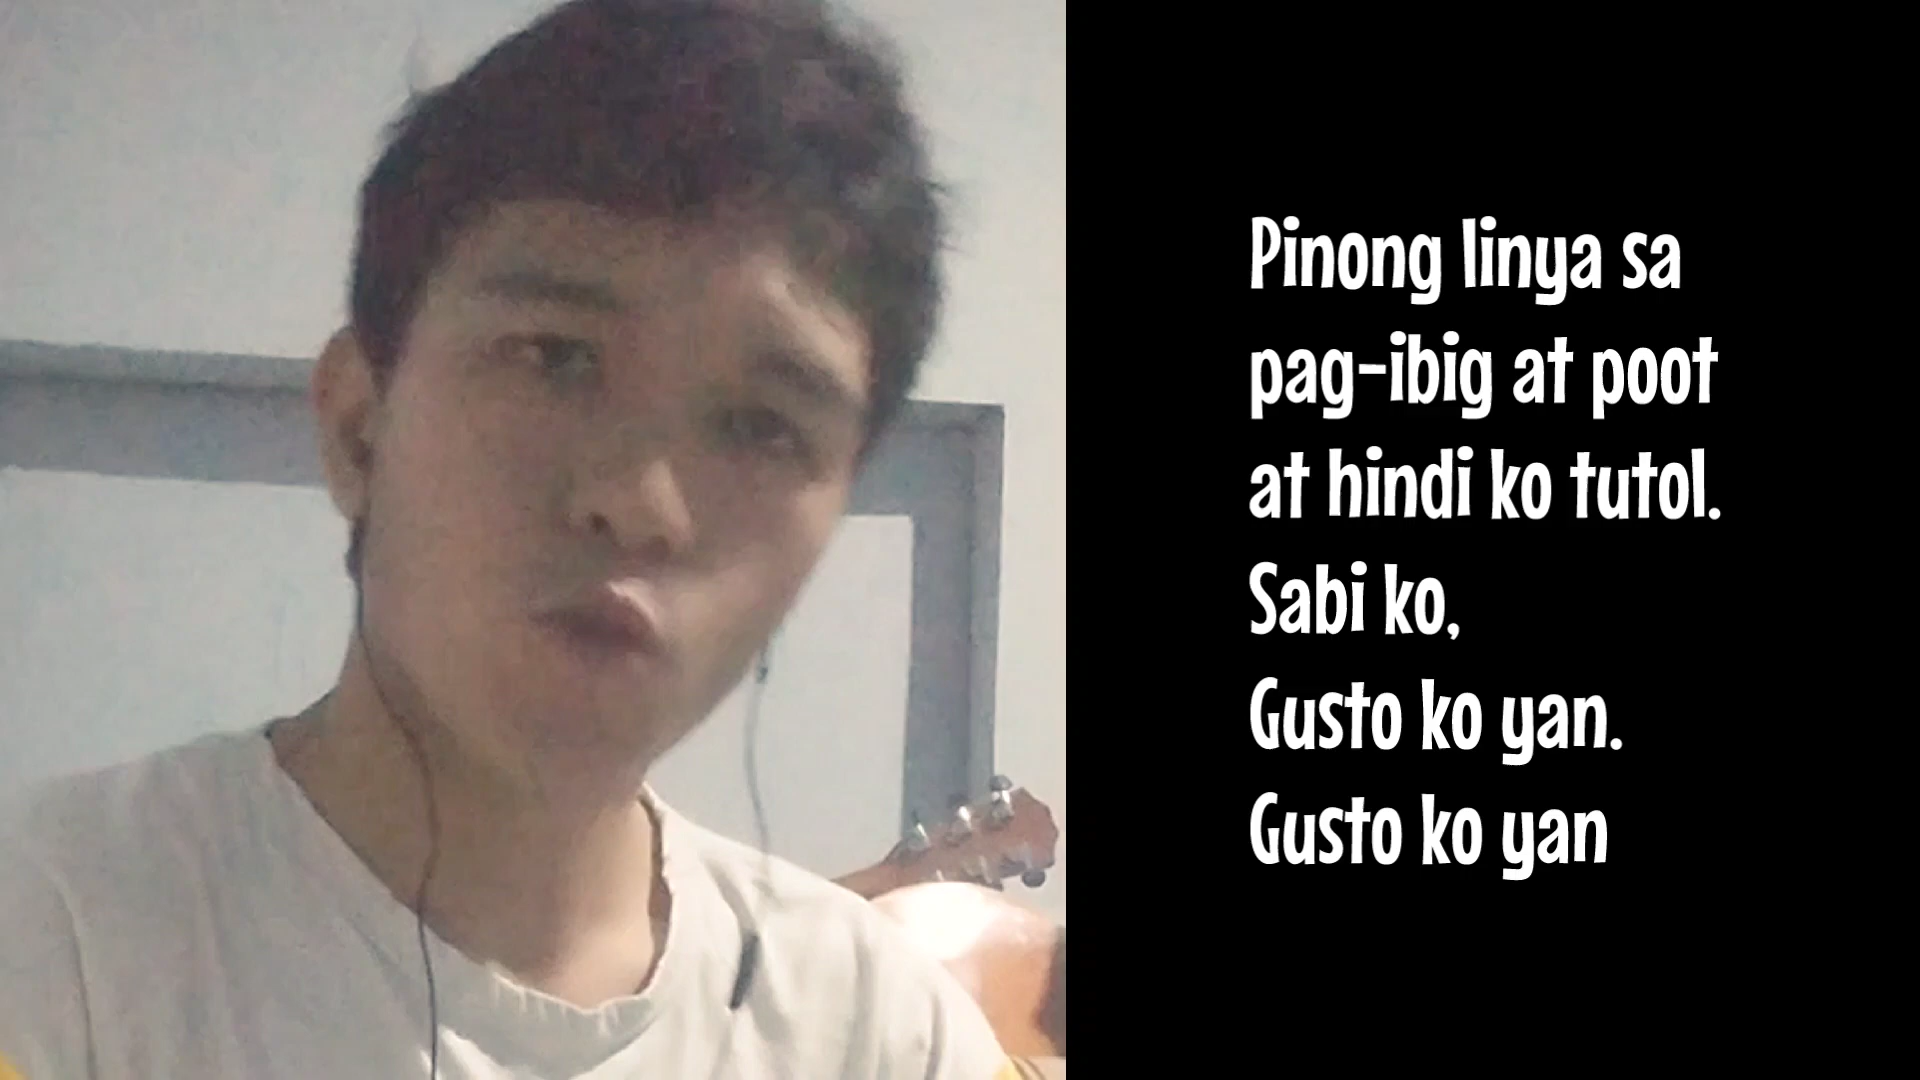 Pinong linya sa
pag-ibig at poot
at hindi ko tutol.
Sabi ko,
Gusto ko yan.
Gusto ko yan